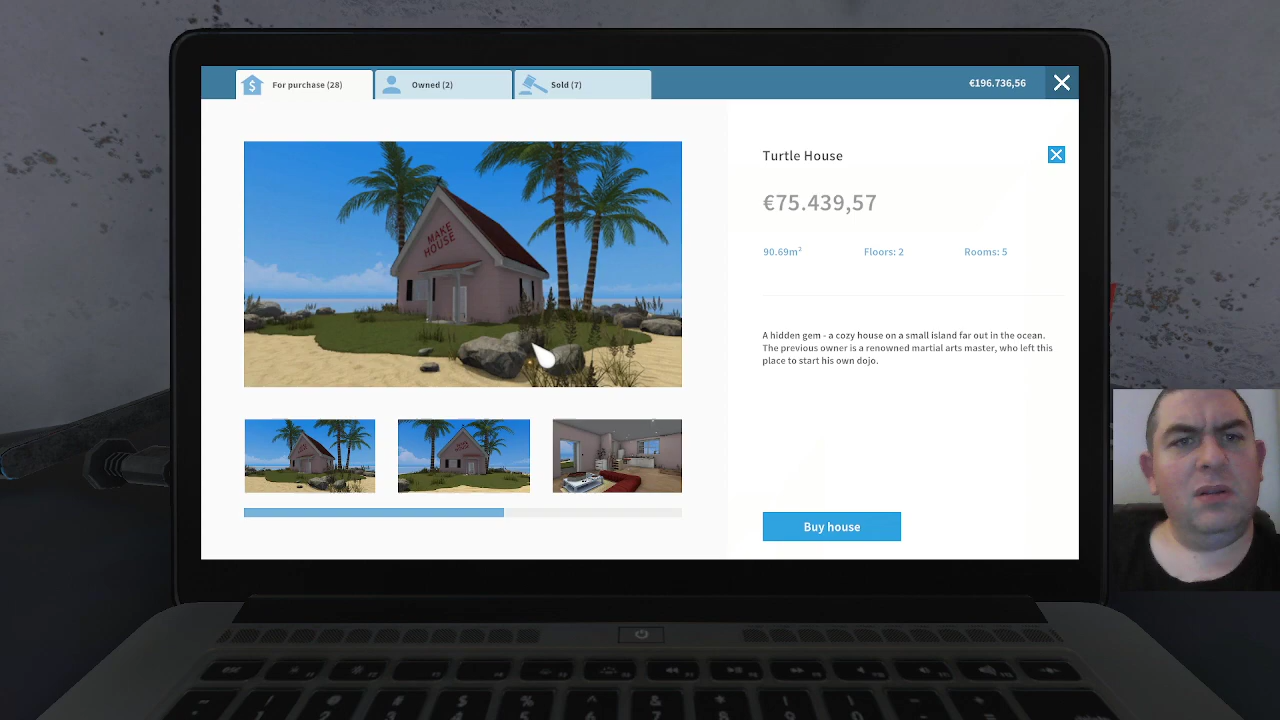 For purchase (28)
Owned (2)
Sold (7)
€196.736,56
Turtle House
€75.439,57
90.69m²
Floors: 2
Rooms: 5
MAKE
HOUSE
A hidden gem - a cozy house on a small island far out in the ocean.
The previous owner is a renowned martial arts master, who left this
place to start his own dojo.
Buy house